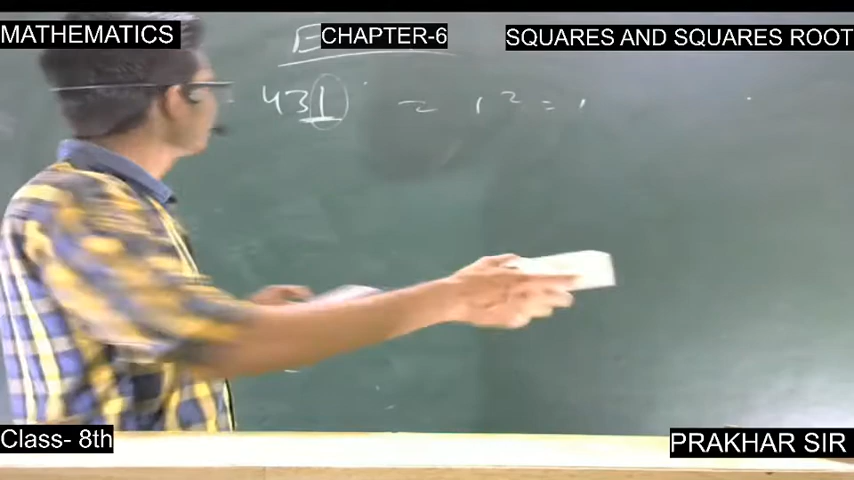 MATHEMATICS
CHAPTER-6
SQUARES AND SQUARES ROOT
431 = 1² = 1
Class- 8th
PRAKHAR SIR